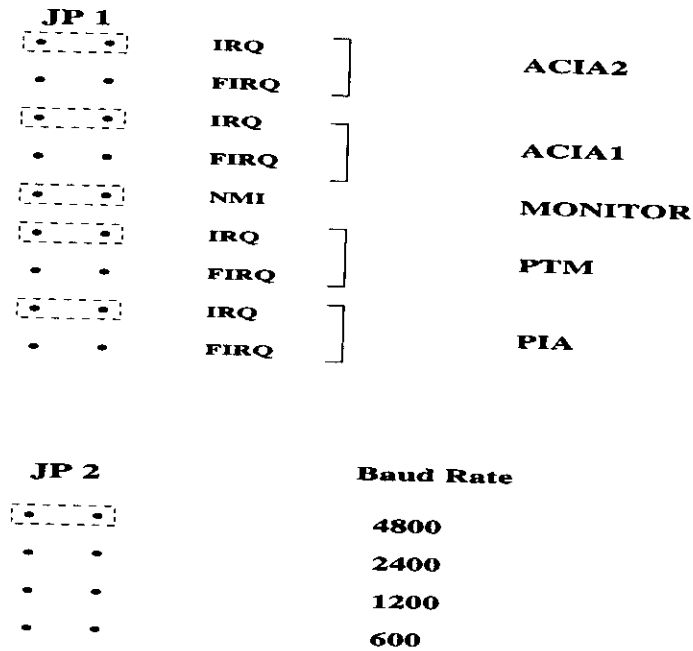 JP 1
IRQ
FIRQ
ACIA2
IRQ
FIRQ
ACIA1
NMI
MONITOR
IRQ
FIRQ
PTM
IRQ
FIRQ
PIA
JP 2 Baud Rate
4800
2400
1200
600